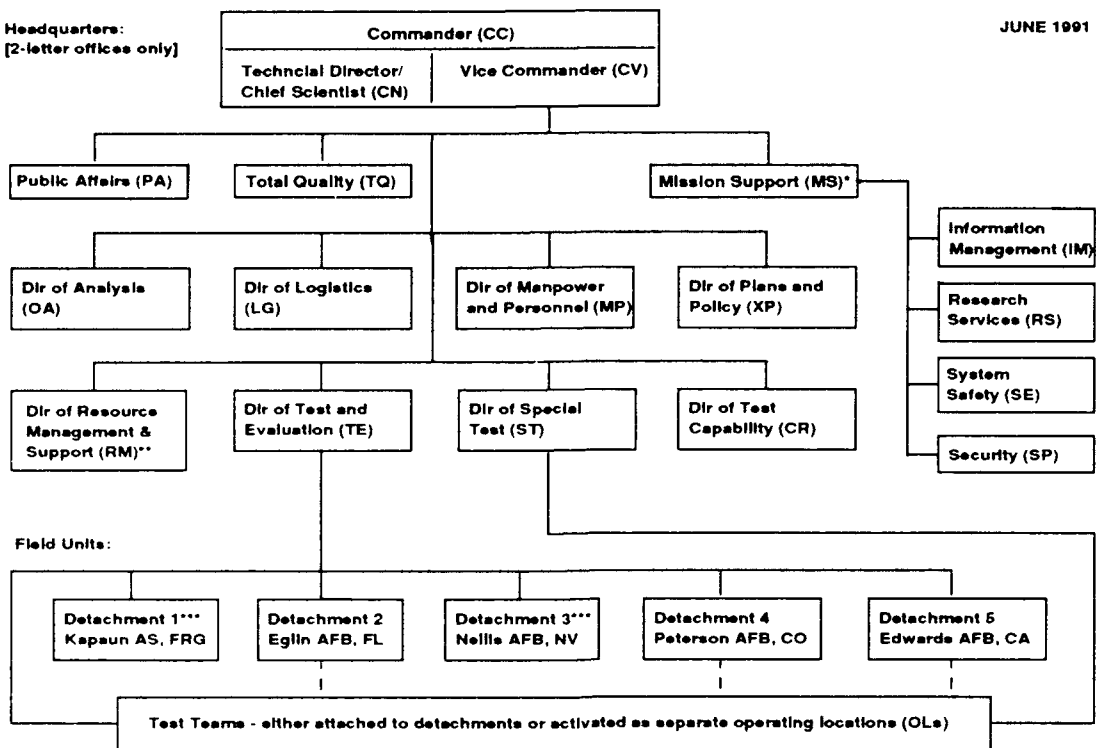 Headquarters:
[2-letter offices only]
JUNE 1991
Commander (CC)
Techncial Director/
Chief Scientist (CN)
Vice Commander (CV)
Public Affairs (PA)
Total Quality (TQ)
Mission Support (MS)*
Information
Management (IM)
Research
Services (RS)
System
Safety (SE)
Security (SP)
Dir of Analysis
(OA)
Dir of Logistics
(LG)
Dir of Manpower
and Personnel (MP)
Dir of Plans and
Policy (XP)
Dir of Resource
Management &
Support (RM)**
Dir of Test and
Evaluation (TE)
Dir of Special
Test (ST)
Dir of Test
Capability (CR)
Field Units:
Detachment 1***
Kapaun AS, FRG
Detachment 2
Eglin AFB, FL
Detachment 3***
Nellis AFB, NV
Detachment 4
Peterson AFB, CO
Detachment 5
Edwards AFB, CA
Test Teams - either attached to detachments or activated as separate operating locations (OLs)